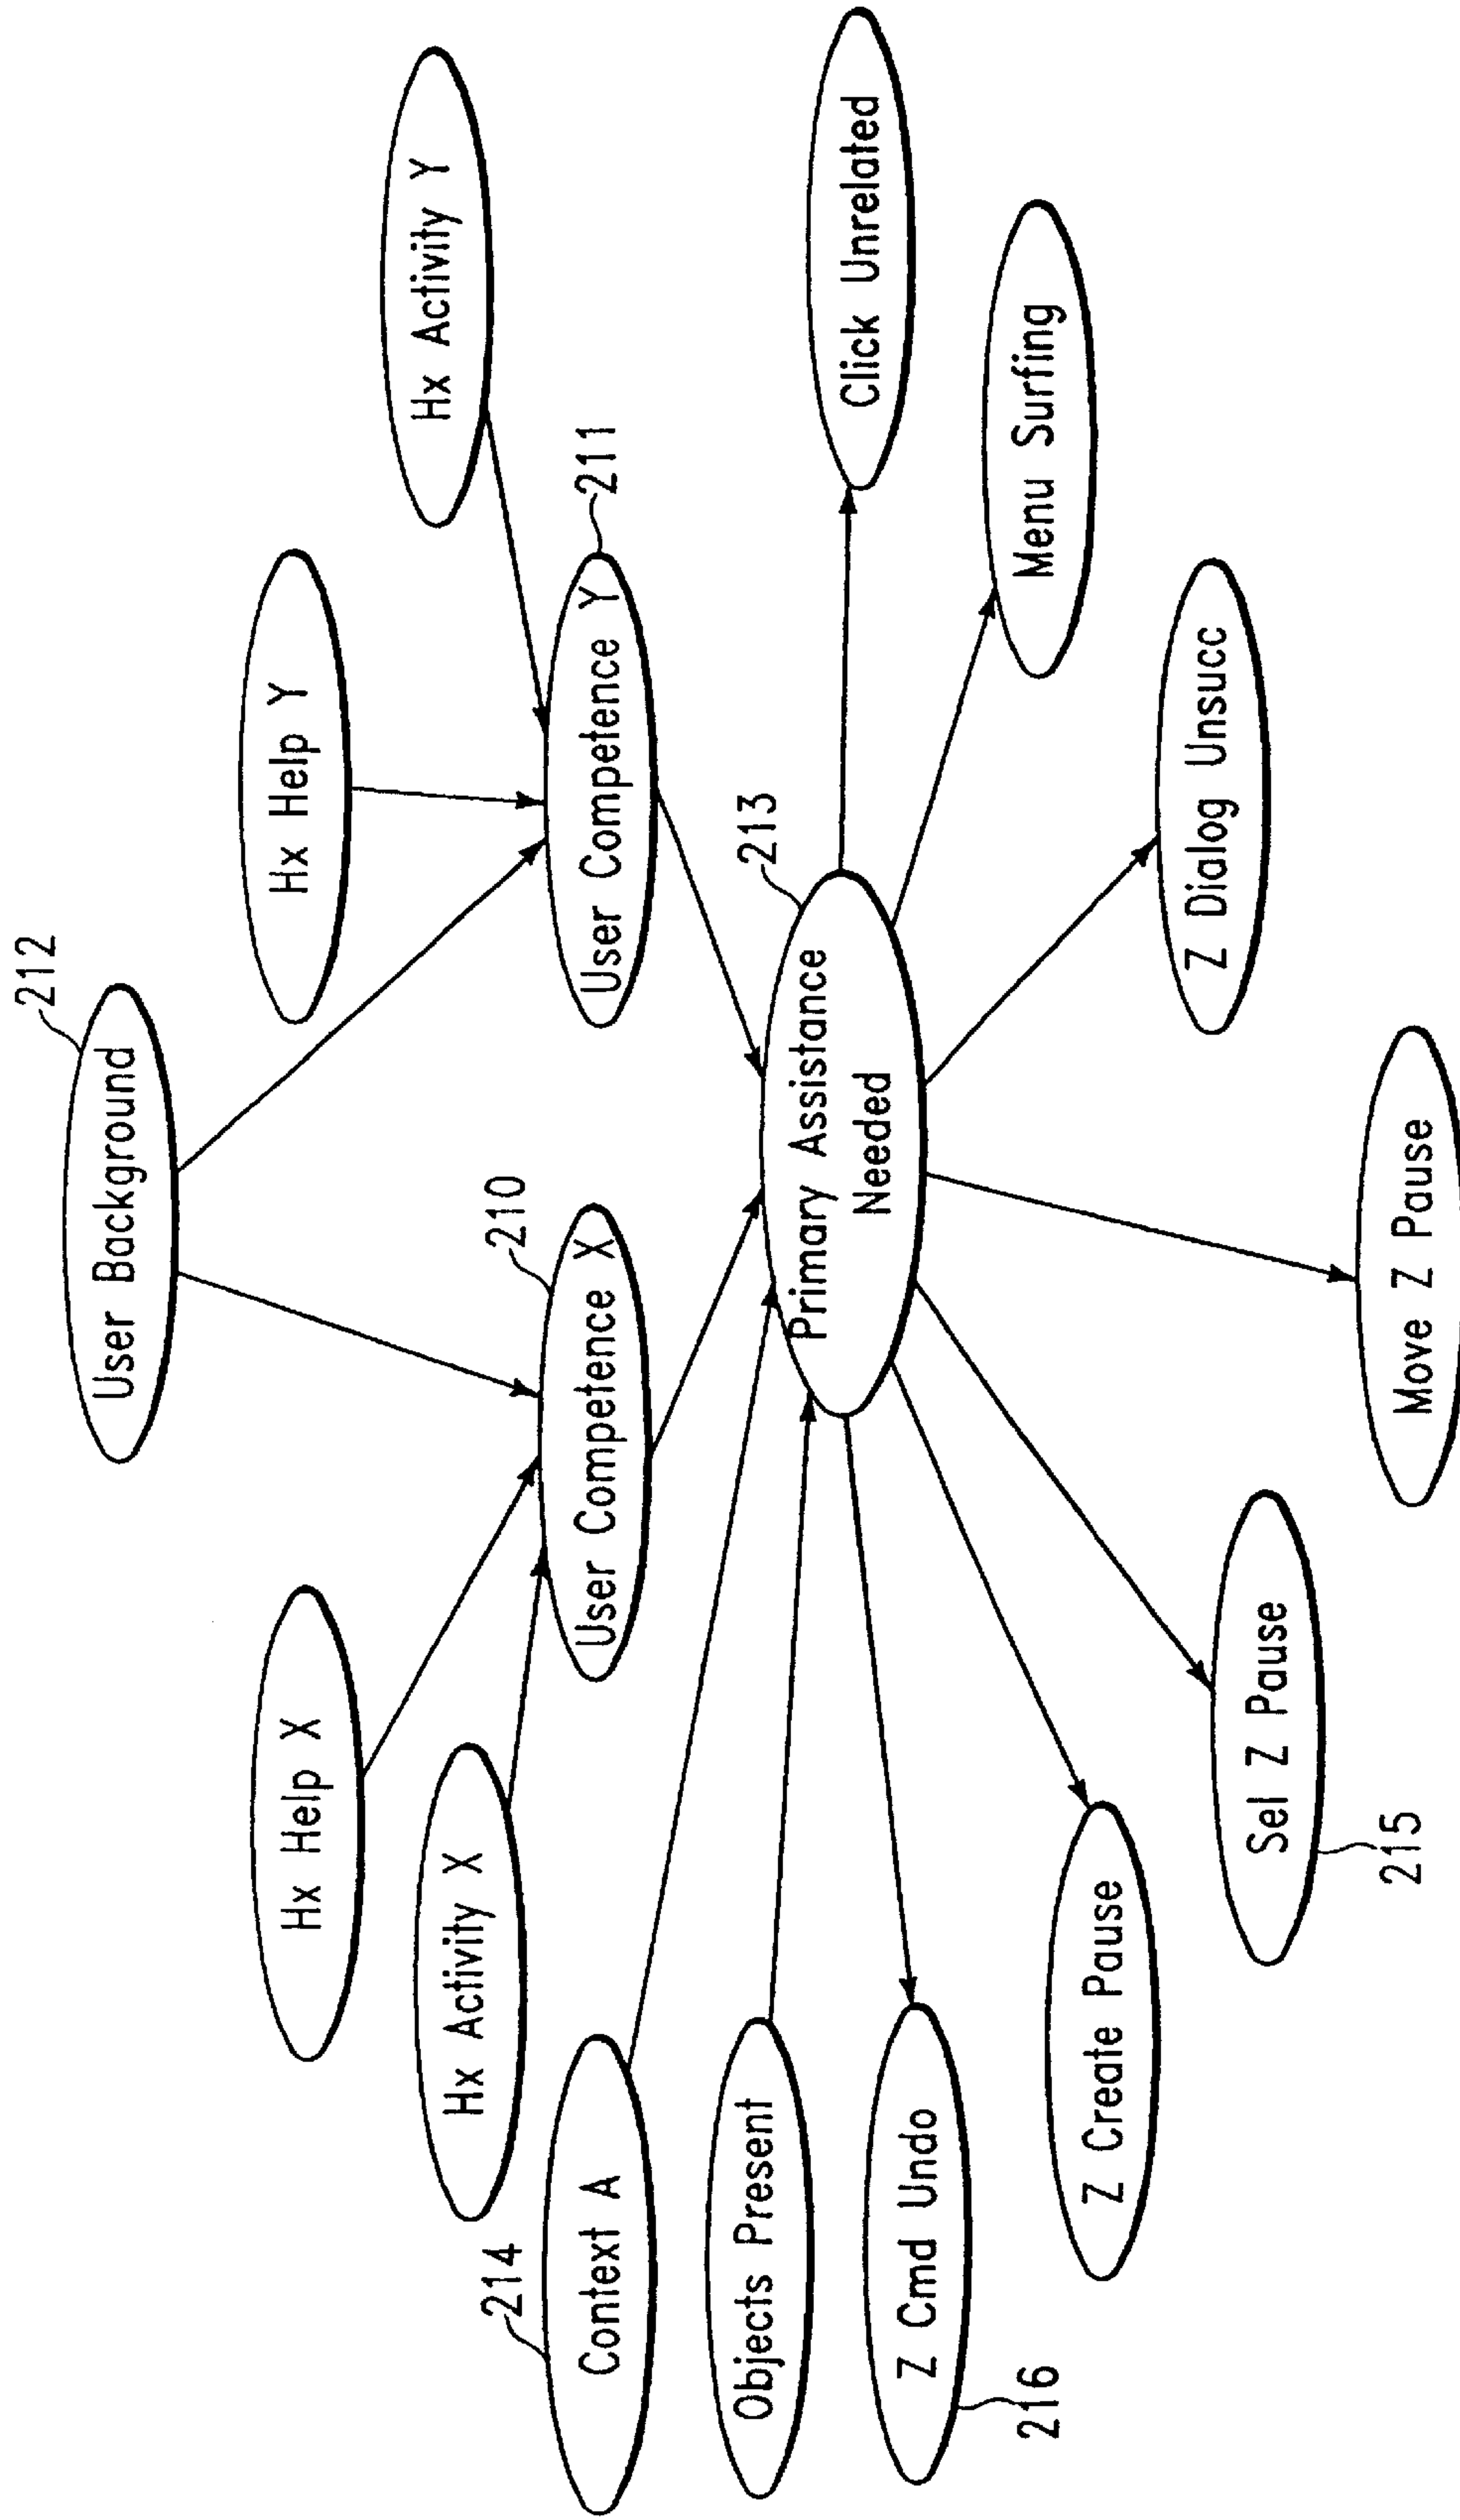 212
User Background
Hx Help Y
Hx Help X
Hx Activity Y
Hx Activity X
210
211
User Competence X
User Competence Y
214
Context A
213
Primary Assistance
Needed
Objects Present
Click Unrelated
Z Cmd Undo
216
Menu Surfing
Z Create Pause
Z Dialog Unsucc
Sel Z Pause
215
Move Z Pause